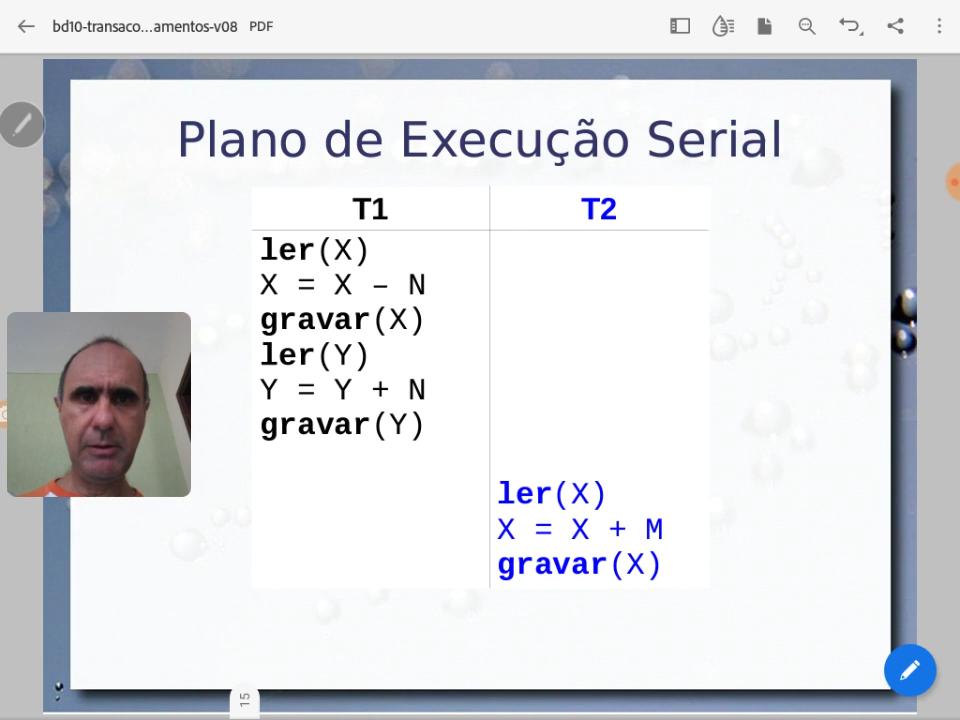 bd10-transaco...amentos-v08 PDF
Plano de Execução Serial
T1 T2
ler(X)
X = X – N
gravar(X)
ler(Y)
Y = Y + N
gravar(Y)
ler(X)
X = X + M
gravar(X)
15